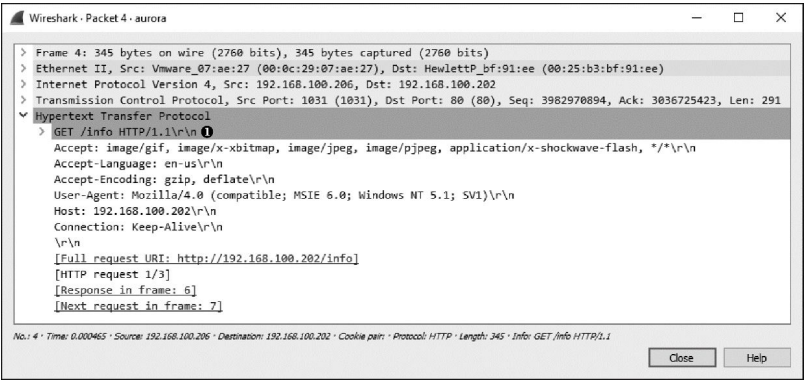 Wireshark · Packet 4 · aurora
> Frame 4: 345 bytes on wire (2760 bits), 345 bytes captured (2760 bits)
> Ethernet II, Src: Vmware_07:ae:27 (00:0c:29:07:ae:27), Dst: HewlettP_bf:91:ee (00:25:b3:bf:91:ee)
> Internet Protocol Version 4, Src: 192.168.100.206, Dst: 192.168.100.202
> Transmission Control Protocol, Src Port: 1031 (1031), Dst Port: 80 (80), Seq: 3982970894, Ack: 3036725423, Len: 291
Hypertext Transfer Protocol
> GET /info HTTP/1.1\r\n ❶
Accept: image/gif, image/x-xbitmap, image/jpeg, image/pjpeg, application/x-shockwave-flash, */*\r\n
Accept-Language: en-us\r\n
Accept-Encoding: gzip, deflate\r\n
User-Agent: Mozilla/4.0 (compatible; MSIE 6.0; Windows NT 5.1; SV1)\r\n
Host: 192.168.100.202\r\n
Connection: Keep-Alive\r\n
\r\n
[Full request URI: http://192.168.100.202/info]
[HTTP request 1/3]
[Response in frame: 6]
[Next request in frame: 7]
No.: 4 · Time: 0.000465 · Source: 192.168.100.206 · Destination: 192.168.100.202 · Cookie pair: · Protocol: HTTP · Length: 345 · Info: GET /info HTTP/1.1
Close Help